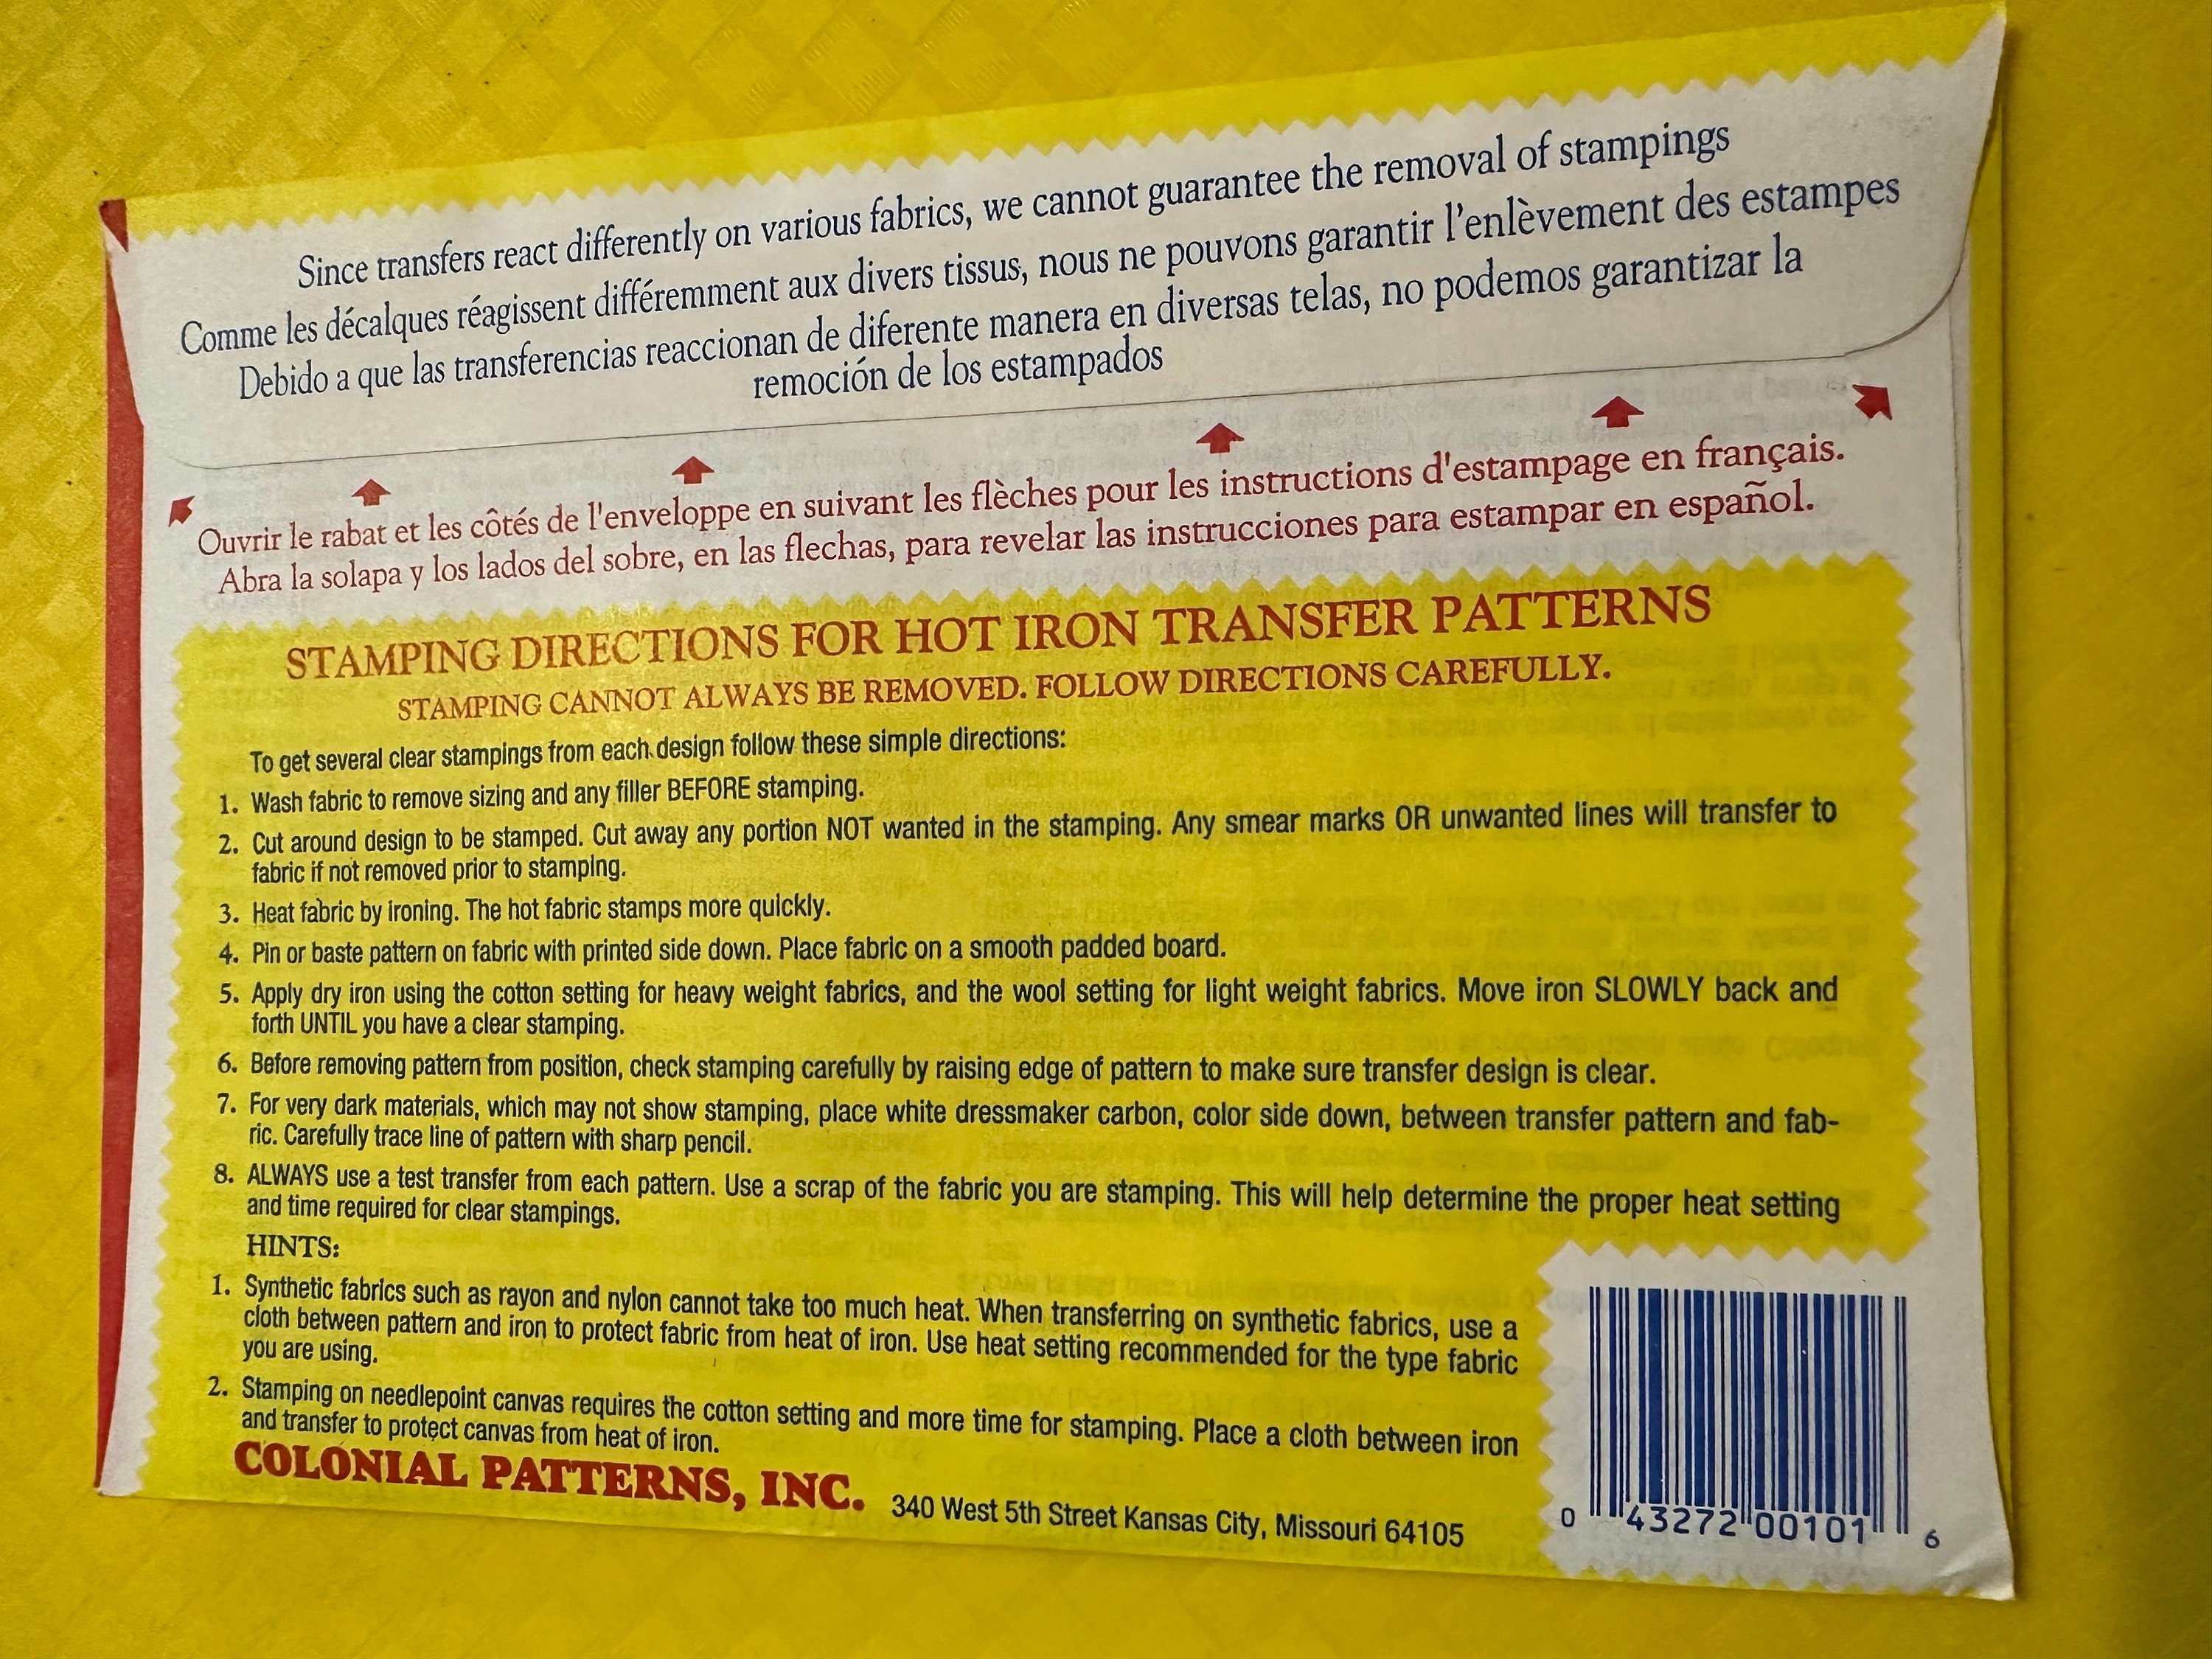 Since transfers react differently on various fabrics, we cannot guarantee the removal of stampings
Comme les décalques réagissent différemment aux divers tissus, nous ne pouvons garantir l'enlèvement des estampes
Debido a que las transferencias reaccionan de diferente manera en diversas telas, no podemos garantizar la
remoción de los estampados
Ouvrir le rabat et les côtés de l'enveloppe en suivant les flèches pour les instructions d'estampage en français.
Abra la solapa y los lados del sobre, en las flechas, para revelar las instrucciones para estampar en español.
STAMPING DIRECTIONS FOR HOT IRON TRANSFER PATTERNS
STAMPING CANNOT ALWAYS BE REMOVED. FOLLOW DIRECTIONS CAREFULLY.
To get several clear stampings from each design follow these simple directions:
1. Wash fabric to remove sizing and any filler BEFORE stamping.
2. Cut around design to be stamped. Cut away any portion NOT wanted in the stamping. Any smear marks OR unwanted lines will transfer to
fabric if not removed prior to stamping.
3. Heat fabric by ironing. The hot fabric stamps more quickly.
4. Pin or baste pattern on fabric with printed side down. Place fabric on a smooth padded board.
5. Apply dry iron using the cotton setting for heavy weight fabrics, and the wool setting for light weight fabrics. Move iron SLOWLY back and
forth UNTIL you have a clear stamping.
6. Before removing pattern from position, check stamping carefully by raising edge of pattern to make sure transfer design is clear.
7. For very dark materials, which may not show stamping, place white dressmaker carbon, color side down, between transfer pattern and fab-
ric. Carefully trace line of pattern with sharp pencil.
8. ALWAYS use a test transfer from each pattern. Use a scrap of the fabric you are stamping. This will help determine the proper heat setting
and time required for clear stampings.
HINTS:
1. Synthetic fabrics such as rayon and nylon cannot take too much heat. When transferring on synthetic fabrics, use a
cloth between pattern and iron to protect fabric from heat of iron. Use heat setting recommended for the type fabric
you are using.
2. Stamping on needlepoint canvas requires the cotton setting and more time for stamping. Place a cloth between iron
and transfer to protect canvas from heat of iron.
COLONIAL PATTERNS, INC. 340 West 5th Street Kansas City, Missouri 64105
0 43272 00101 6